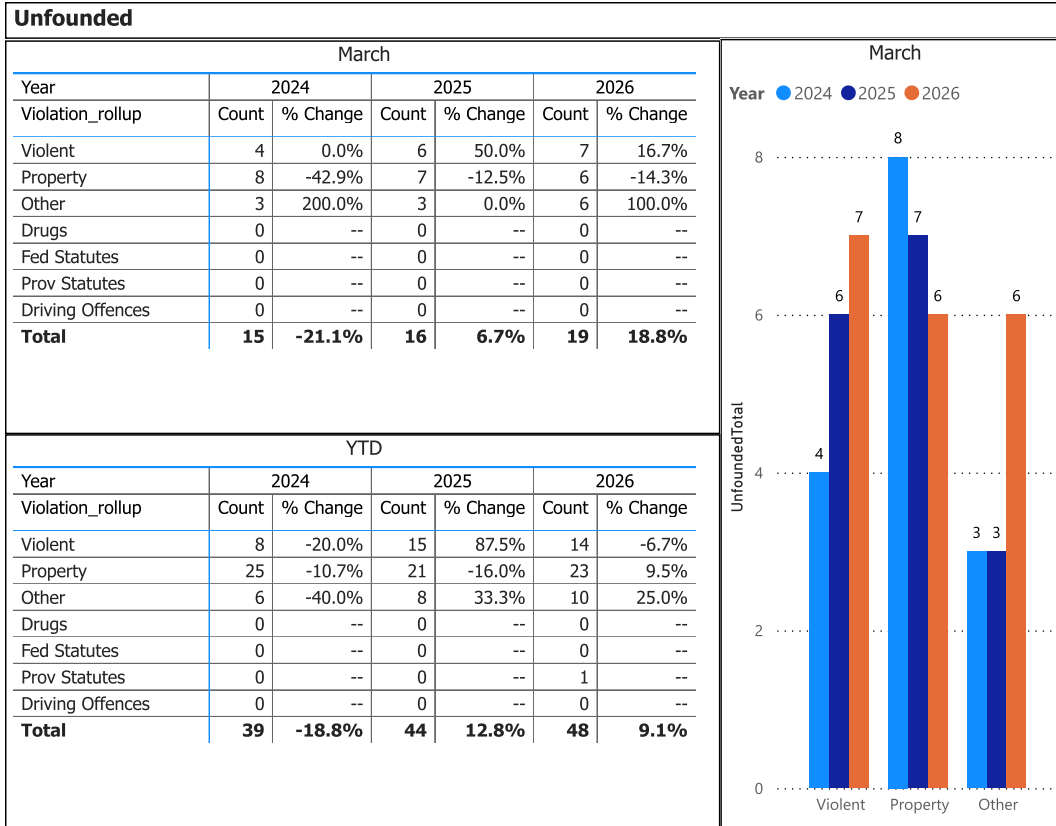 Unfounded
March
Year 2024 2025 2026
Violation_rollup Count % Change Count % Change Count % Change
Violent 4 0.0% 6 50.0% 7 16.7%
Property 8 -42.9% 7 -12.5% 6 -14.3%
Other 3 200.0% 3 0.0% 6 100.0%
Drugs 0 -- 0 -- 0 --
Fed Statutes 0 -- 0 -- 0 --
Prov Statutes 0 -- 0 -- 0 --
Driving Offences 0 -- 0 -- 0 --
Total 15 -21.1% 16 6.7% 19 18.8%
YTD
Year 2024 2025 2026
Violation_rollup Count % Change Count % Change Count % Change
Violent 8 -20.0% 15 87.5% 14 -6.7%
Property 25 -10.7% 21 -16.0% 23 9.5%
Other 6 -40.0% 8 33.3% 10 25.0%
Drugs 0 -- 0 -- 0 --
Fed Statutes 0 -- 0 -- 0 --
Prov Statutes 0 -- 0 -- 1 --
Driving Offences 0 -- 0 -- 0 --
Total 39 -18.8% 44 12.8% 48 9.1%
March
Year 2024 2025 2026
UnfoundedTotal
8
6
4
2
0
4 6 7
8 7 6
3 3 6
Violent Property Other